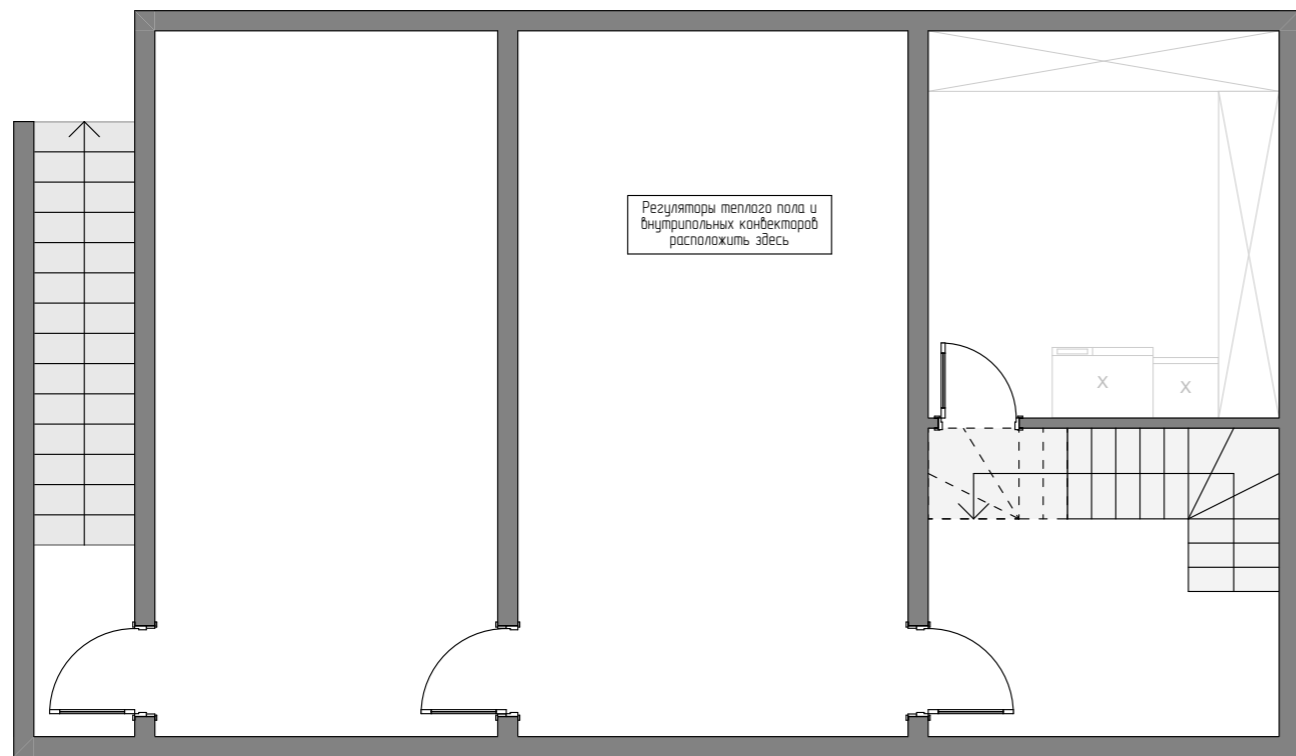 Регуляторы теплого пола и
внутрипольных конвекторов
расположить здесь
X
X